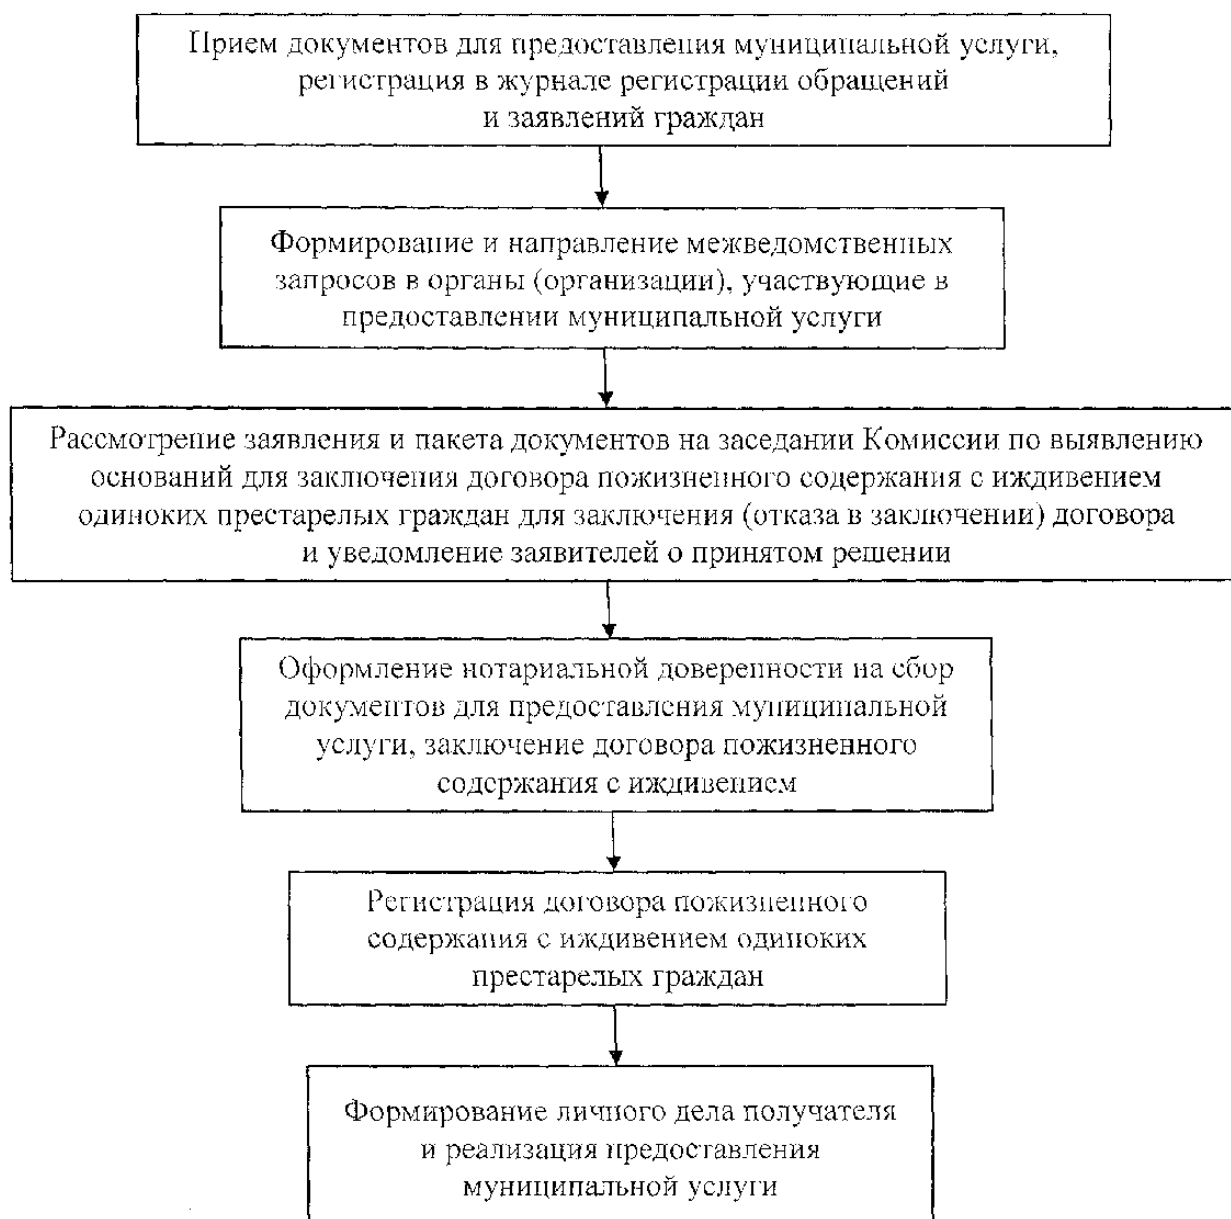 Прием документов для предоставления муниципальной услуги,
регистрация в журнале регистрации обращений
и заявлений граждан
Формирование и направление межведомственных
запросов в органы (организации), участвующие в
предоставлении муниципальной услуги
Рассмотрение заявления и пакета документов на заседании Комиссии по выявлению
оснований для заключения договора пожизненного содержания с иждивением
одиноких престарелых граждан для заключения (отказа в заключении) договора
и уведомление заявителей о принятом решении
Оформление нотариальной доверенности на сбор
документов для предоставления муниципальной
услуги, заключение договора пожизненного
содержания с иждивением
Регистрация договора пожизненного
содержания с иждивением одиноких
престарелых граждан
Формирование личного дела получателя
и реализация предоставления
муниципальной услуги